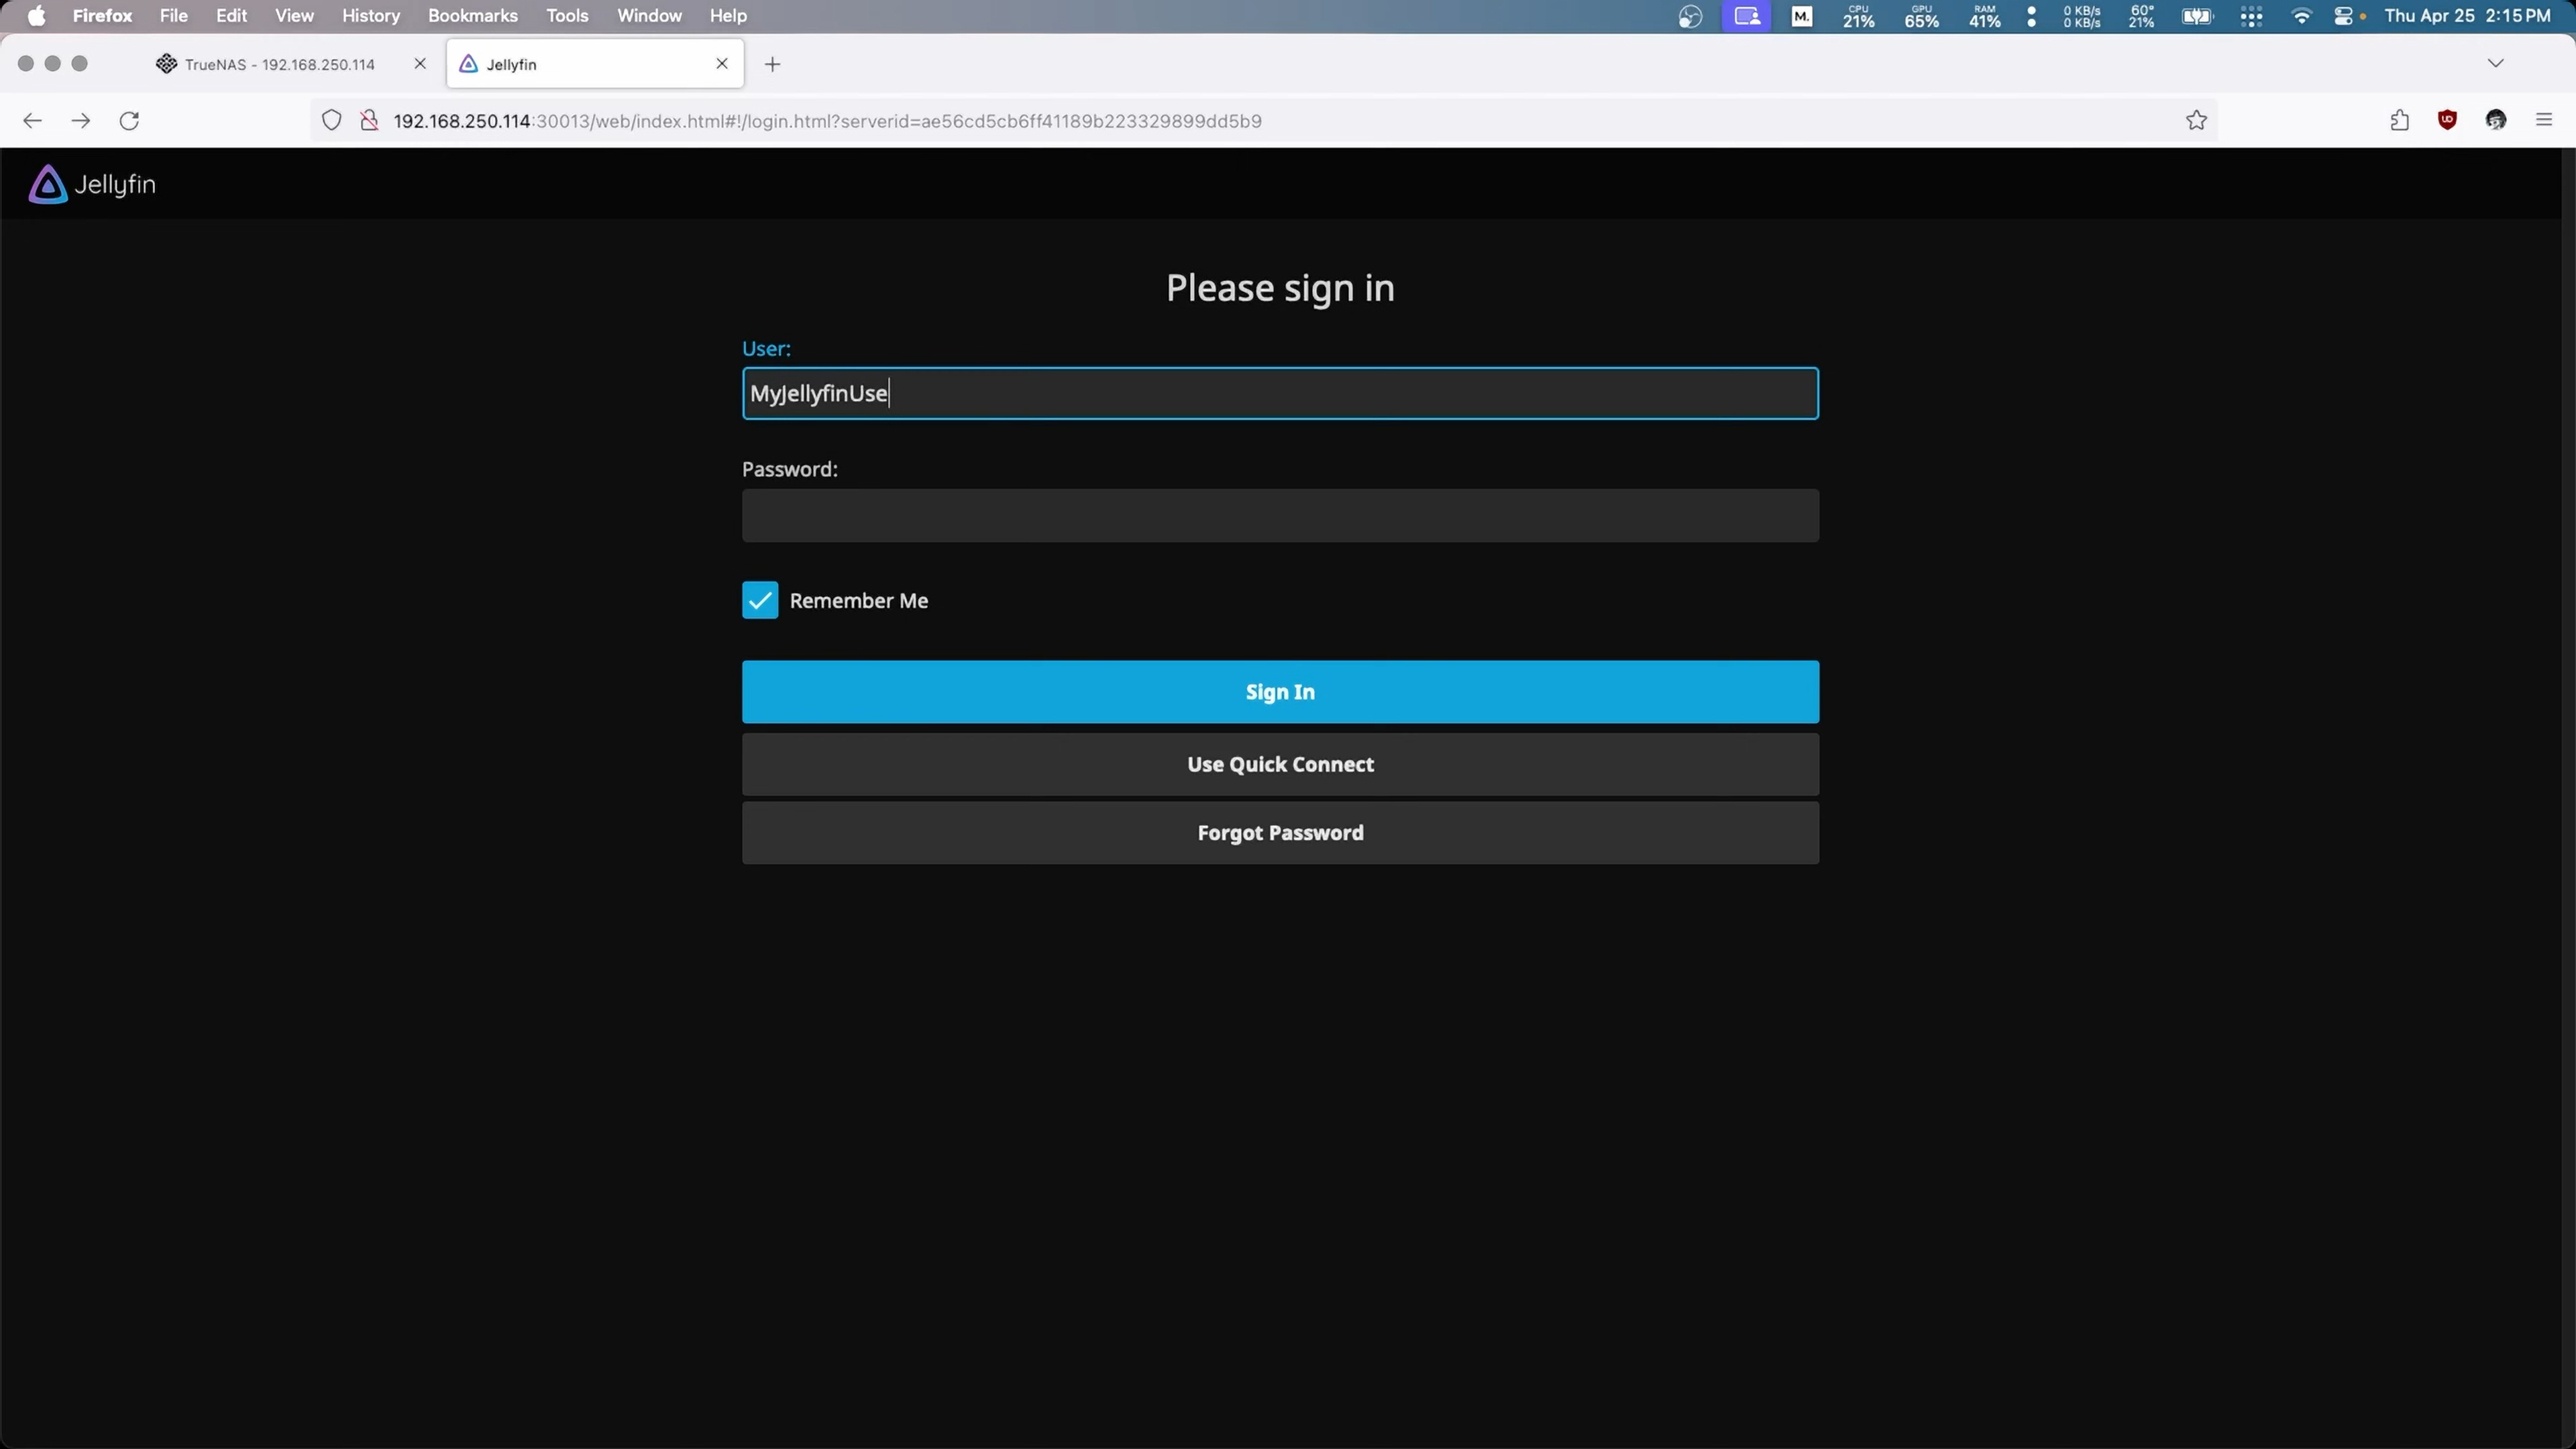 Firefox File Edit View History Bookmarks Tools Window Help M. CPU 21% GPU 65% RAM 41% 0 KB/s 0 KB/s 60° 21% Thu Apr 25 2:15 PM
TrueNAS - 192.168.250.114 Jellyfin
192.168.250.114:30013/web/index.html#!/login.html?serverid=ae56cd5cb6ff41189b223329899dd5b9
Jellyfin
Please sign in
User:
MyJellyfinUse
Password:
Remember Me
Sign In
Use Quick Connect
Forgot Password